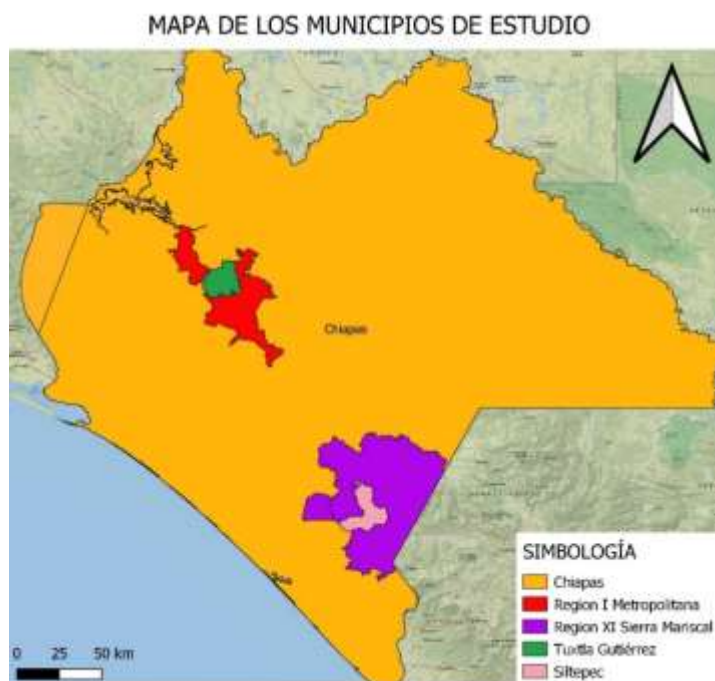 MAPA DE LOS MUNICIPIOS DE ESTUDIO
Chiapas
SIMBOLOGÍA
Chiapas
Region I Metropolitana
Region XI Sierra Mariscal
Tuxtla Gutiérrez
Siltepec
0 25 50 km